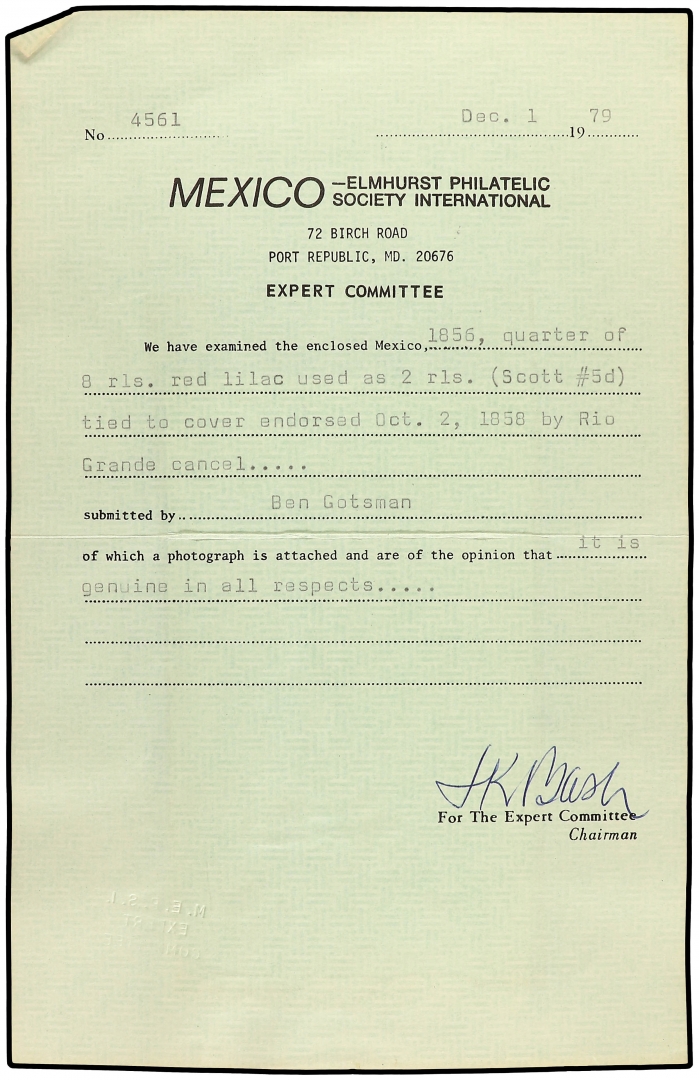 No 4561 Dec. 1 1979
MEXICO —ELMHURST PHILATELIC
SOCIETY INTERNATIONAL
72 BIRCH ROAD
PORT REPUBLIC, MD. 20676
EXPERT COMMITTEE
We have examined the enclosed Mexico, 1856, quarter of
8 rls. red lilac used as 2 rls. (Scott #5d)
tied to cover endorsed Oct. 2, 1858 by Rio
Grande cancel.....
submitted by Ben Gotsman
of which a photograph is attached and are of the opinion that it is
genuine in all respects.....
JK Bash
For The Expert Committee
Chairman